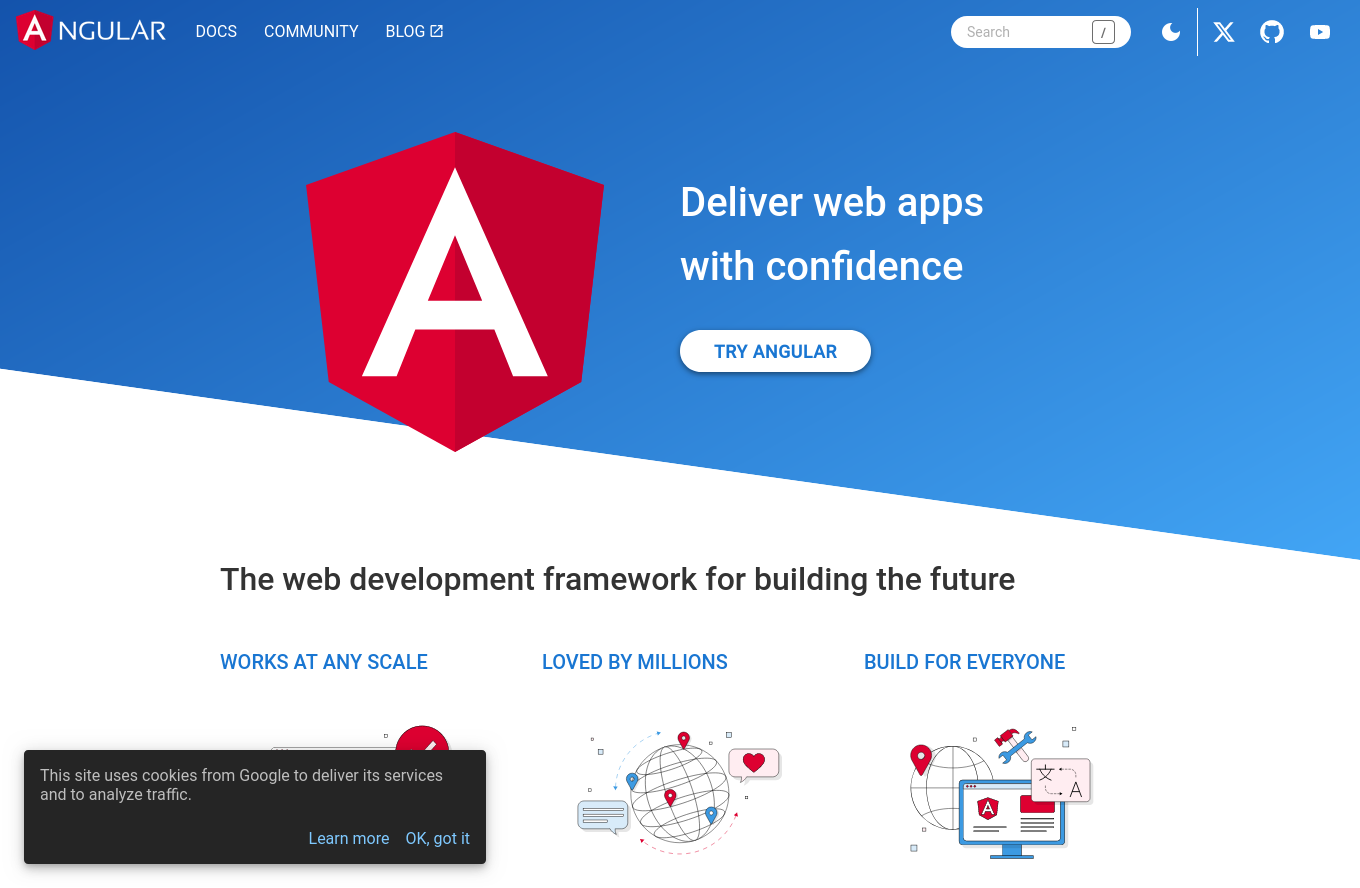 NGULAR
DOCS COMMUNITY BLOG
Search /
Deliver web apps
with confidence
TRY ANGULAR
The web development framework for building the future
WORKS AT ANY SCALE
LOVED BY MILLIONS
BUILD FOR EVERYONE
文
A
This site uses cookies from Google to deliver its services
and to analyze traffic.
Learn more OK, got it